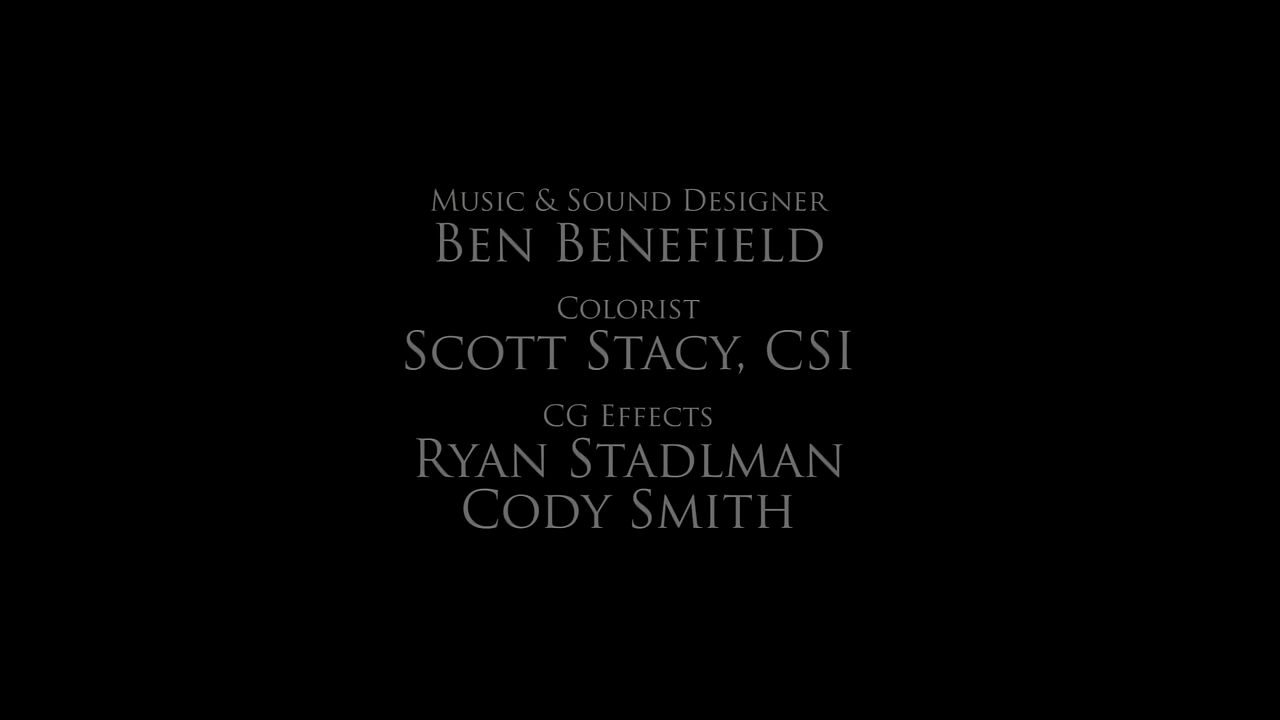 Music & Sound Designer
Ben Benefield
Colorist
Scott Stacy, CSI
CG Effects
Ryan Stadlman
Cody Smith